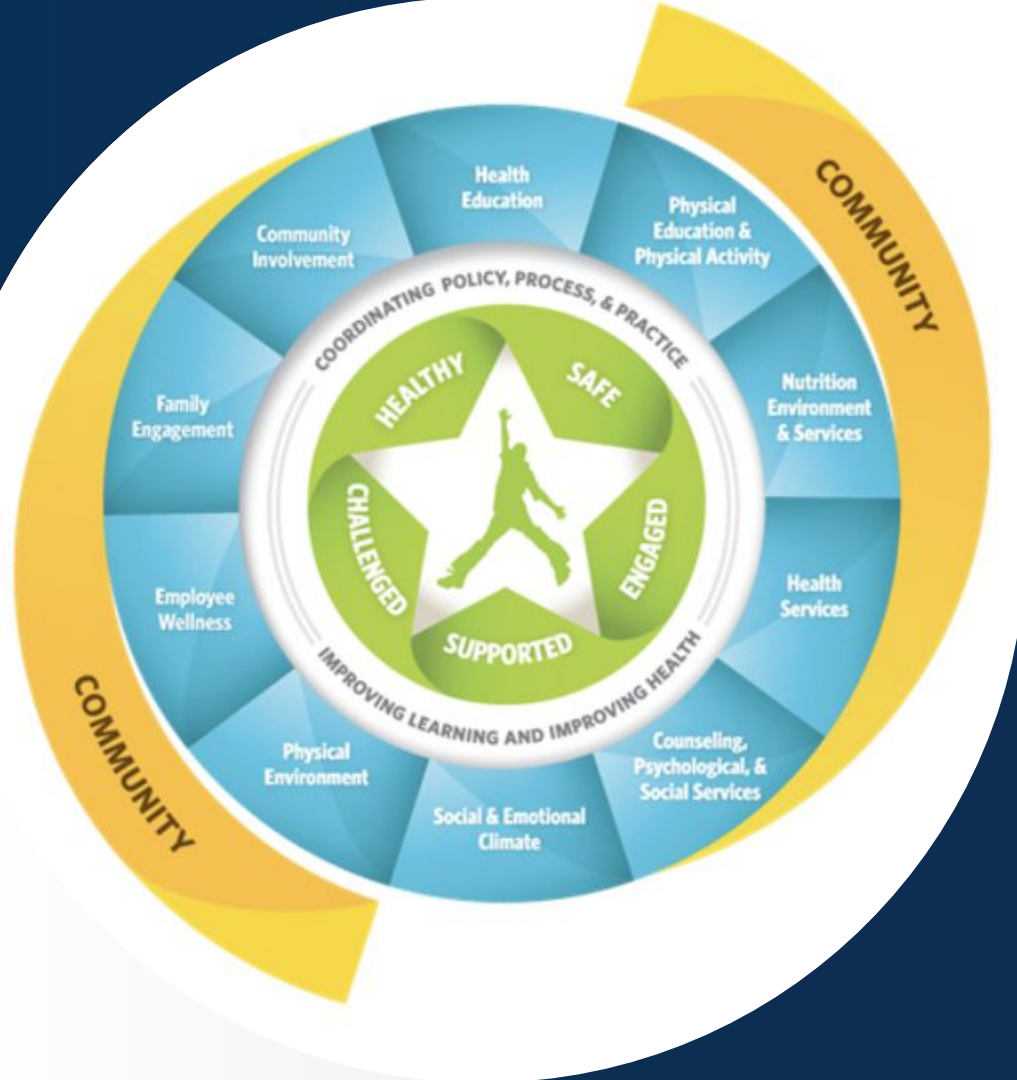 COMMUNITY
Health
Education
Physical
Education &
Physical Activity
Nutrition
Environment
& Services
Health
Services
Counseling,
Psychological, &
Social Services
Social & Emotional
Climate
Physical
Environment
Employee
Wellness
Family
Engagement
Community
Involvement
COORDINATING POLICY, PROCESS, & PRACTICE
IMPROVING LEARNING AND IMPROVING HEALTH
HEALTHY
SAFE
ENGAGED
SUPPORTED
CHALLENGED
COMMUNITY